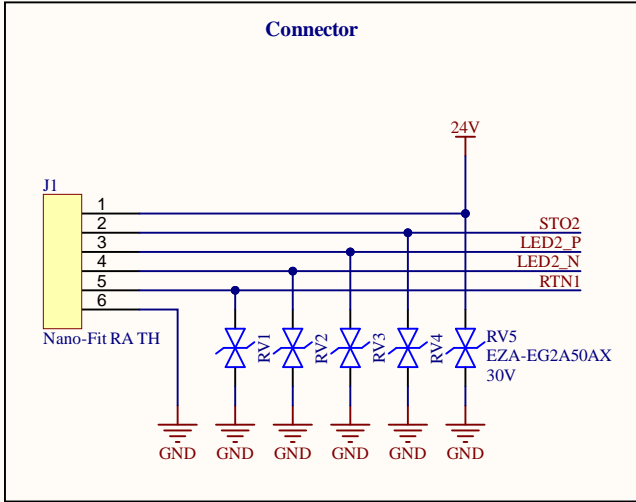 Connector
24V
J1
1
2
3
4
5
6
STO2
LED2_P
LED2_N
RTN1
Nano-Fit RA TH
RV1
RV2
RV3
RV4
RV5
EZA-EG2A50AX
30V
GND
GND
GND
GND
GND
GND